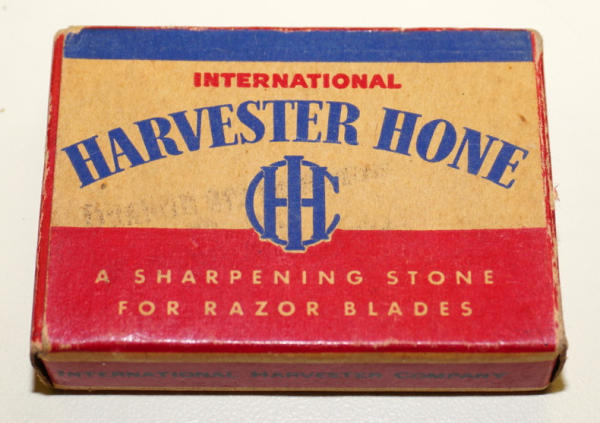 INTERNATIONAL
HARVESTER HONE
IHC
A SHARPENING STONE
FOR RAZOR BLADES
INTERNATIONAL HARVESTER COMPANY